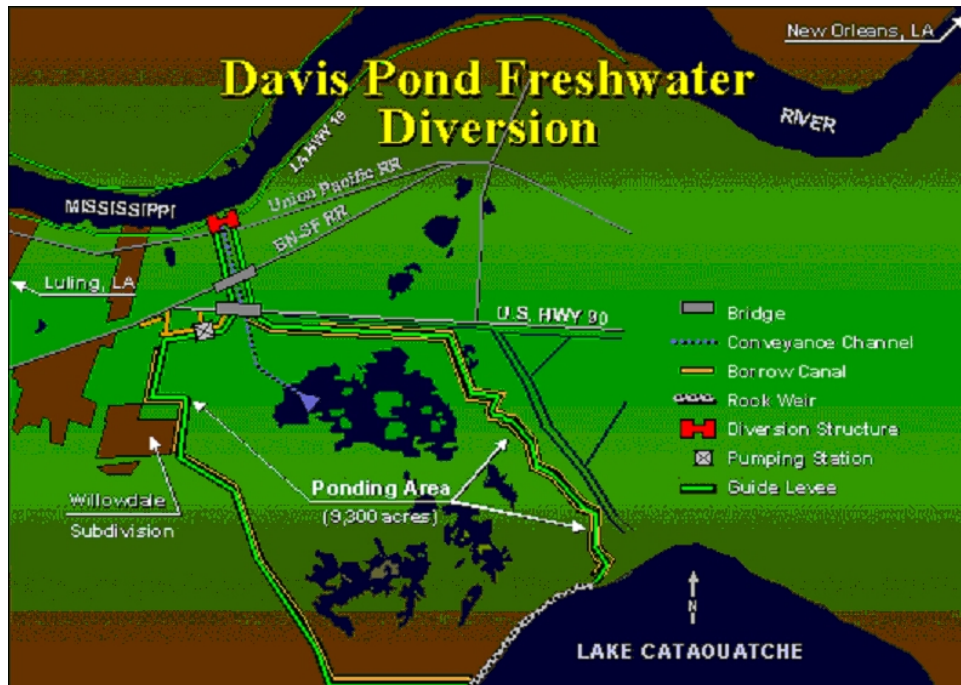 New Orleans, LA
Davis Pond Freshwater
Diversion
RIVER
LA HWY 18
Union Pacific RR
BN-SF RR
MISSISSIPPI
Luling, LA
U.S. HWY 90
Bridge
Conveyance Channel
Borrow Canal
Rock Weir
Diversion Structure
Pumping Station
Guide Levee
Ponding Area
(9,300 acres)
Willowdale
Subdivision
N
LAKE CATAOUATCHE